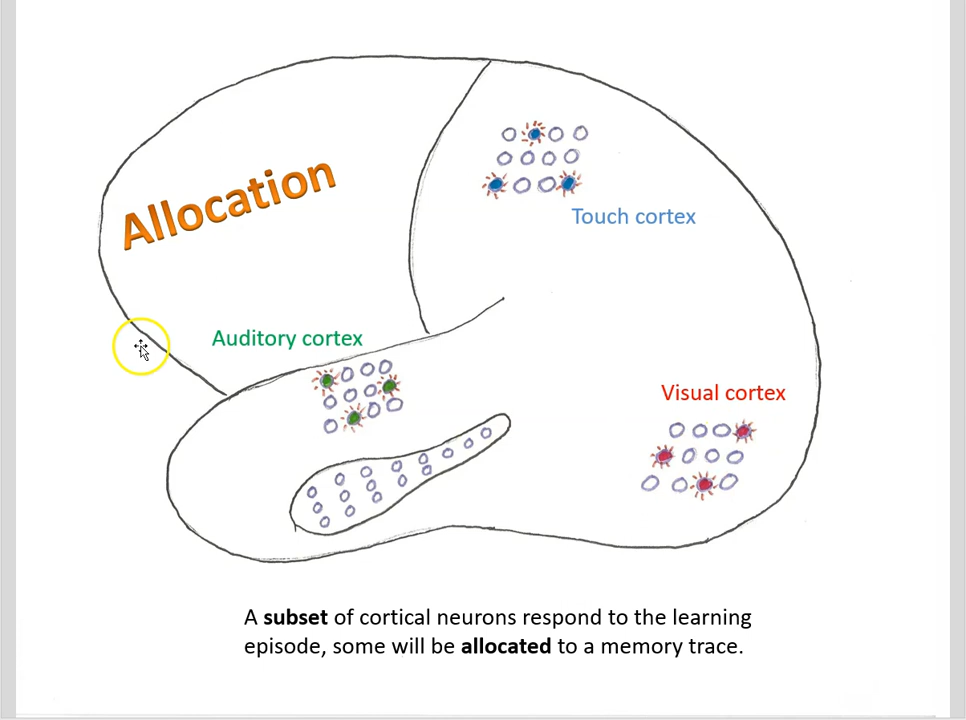 Allocation
Touch cortex
Auditory cortex
Visual cortex
A subset of cortical neurons respond to the learning
episode, some will be allocated to a memory trace.